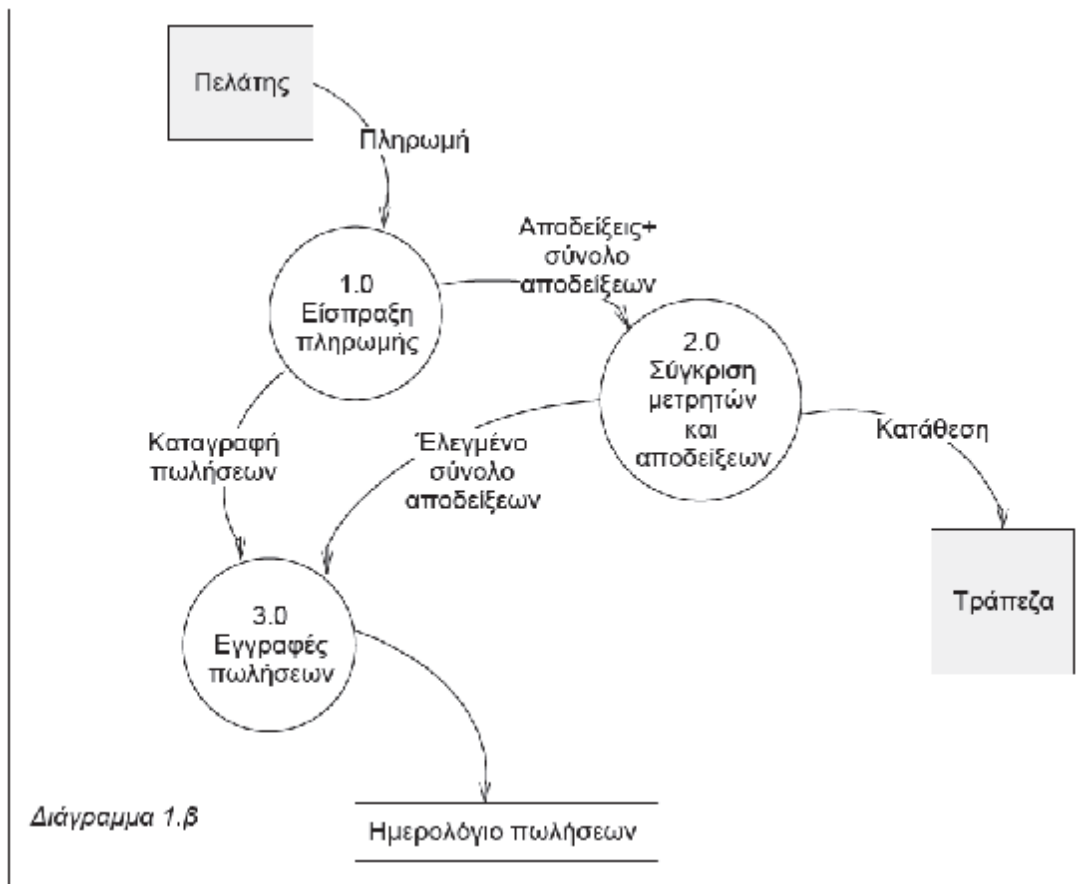 Πελάτης
Πληρωμή
Αποδείξεις+
σύνολο
αποδείξεων
1.0
Είσπραξη
πληρωμής
2.0
Σύγκριση
μετρητών
και
αποδείξεων
Καταγραφή
πωλήσεων
Έλεγμένο
σύνολο
αποδείξεων
Κατάθεση
Τράπεζα
3.0
Εγγραφές
πωλήσεων
Διάγραμμα 1.β
Ημερολόγιο πωλήσεων